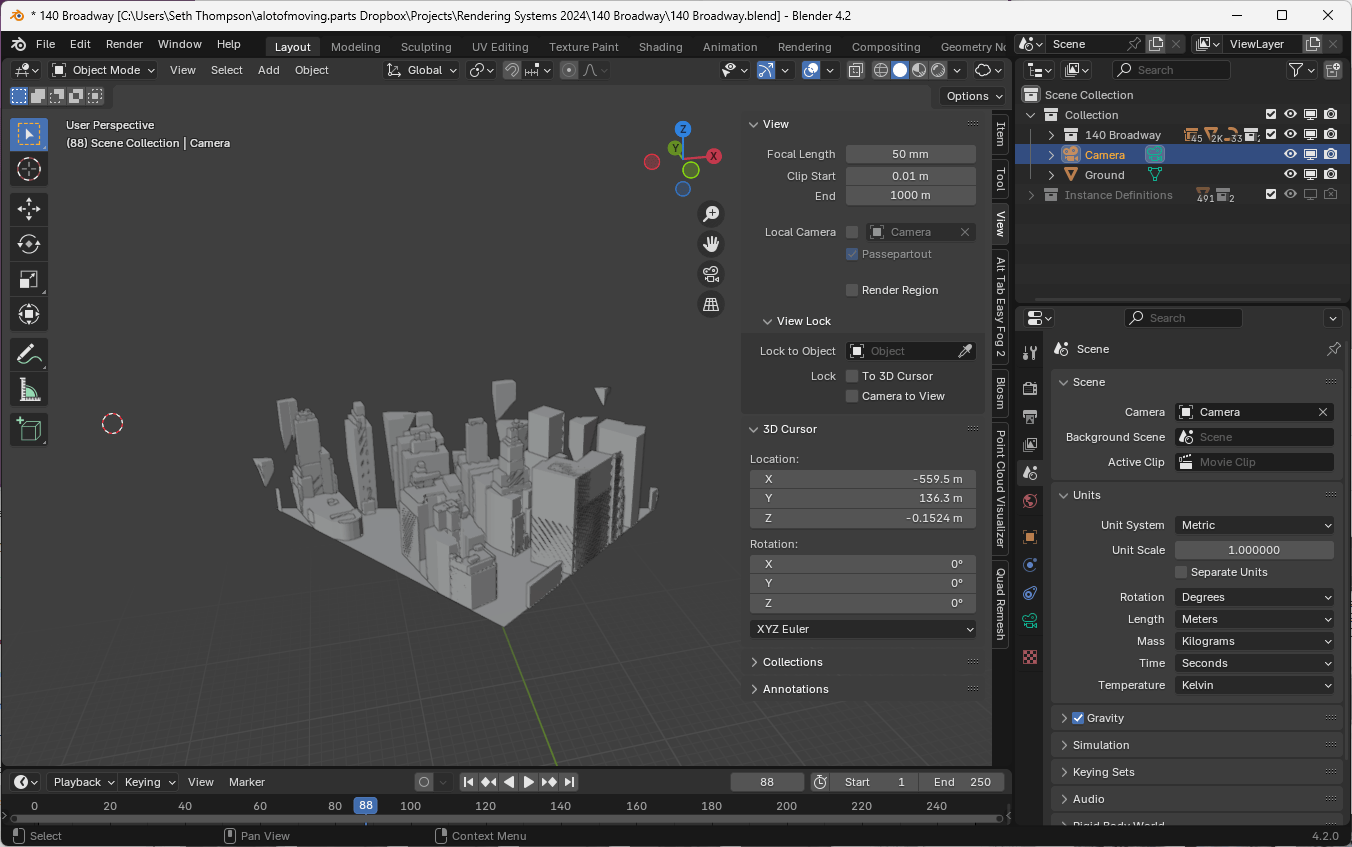 * 140 Broadway [C:\Users\Seth Thompson\alotofmoving.parts Dropbox\Projects\Rendering Systems 2024\140 Broadway\140 Broadway.blend] - Blender 4.2
File Edit Render Window Help Layout Modeling Sculpting UV Editing Texture Paint Shading Animation Rendering Compositing Geometry No
Scene ViewLayer
Object Mode View Select Add Object Global
Search
Options
User Perspective
(88) Scene Collection | Camera
Z
Y
X
View
Focal Length 50 mm
Clip Start 0.01 m
End 1000 m
Local Camera Camera
Passepartout
Render Region
View Lock
Lock to Object Object
Lock To 3D Cursor
Camera to View
3D Cursor
Location:
X -559.5 m
Y 136.3 m
Z -0.1524 m
Rotation:
X 0°
Y 0°
Z 0°
XYZ Euler
Collections
Annotations
Item
Tool
View
Alt Tab Easy Fog 2
Blosm
Point Cloud Visualizer
Quad Remesh
Scene Collection
Collection
140 Broadway 45 2K 33 2
Camera
Ground
Instance Definitions 491 2
Search
Scene
Scene
Camera Camera
Background Scene Scene
Active Clip Movie Clip
Units
Unit System Metric
Unit Scale 1.000000
Separate Units
Rotation Degrees
Length Meters
Mass Kilograms
Time Seconds
Temperature Kelvin
Gravity
Simulation
Keying Sets
Audio
Rigid Body World
Playback Keying View Marker 88 Start 1 End 250
0 20 40 60 80 88 100 120 140 160 180 200 220 240
Select Pan View Context Menu 4.2.0